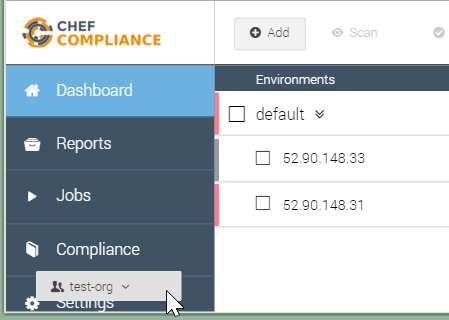 CHEF
COMPLIANCE
Add
Scan
Dashboard
Environments
default
Reports
52.90.148.33
Jobs
52.90.148.31
Compliance
test-org
Settings